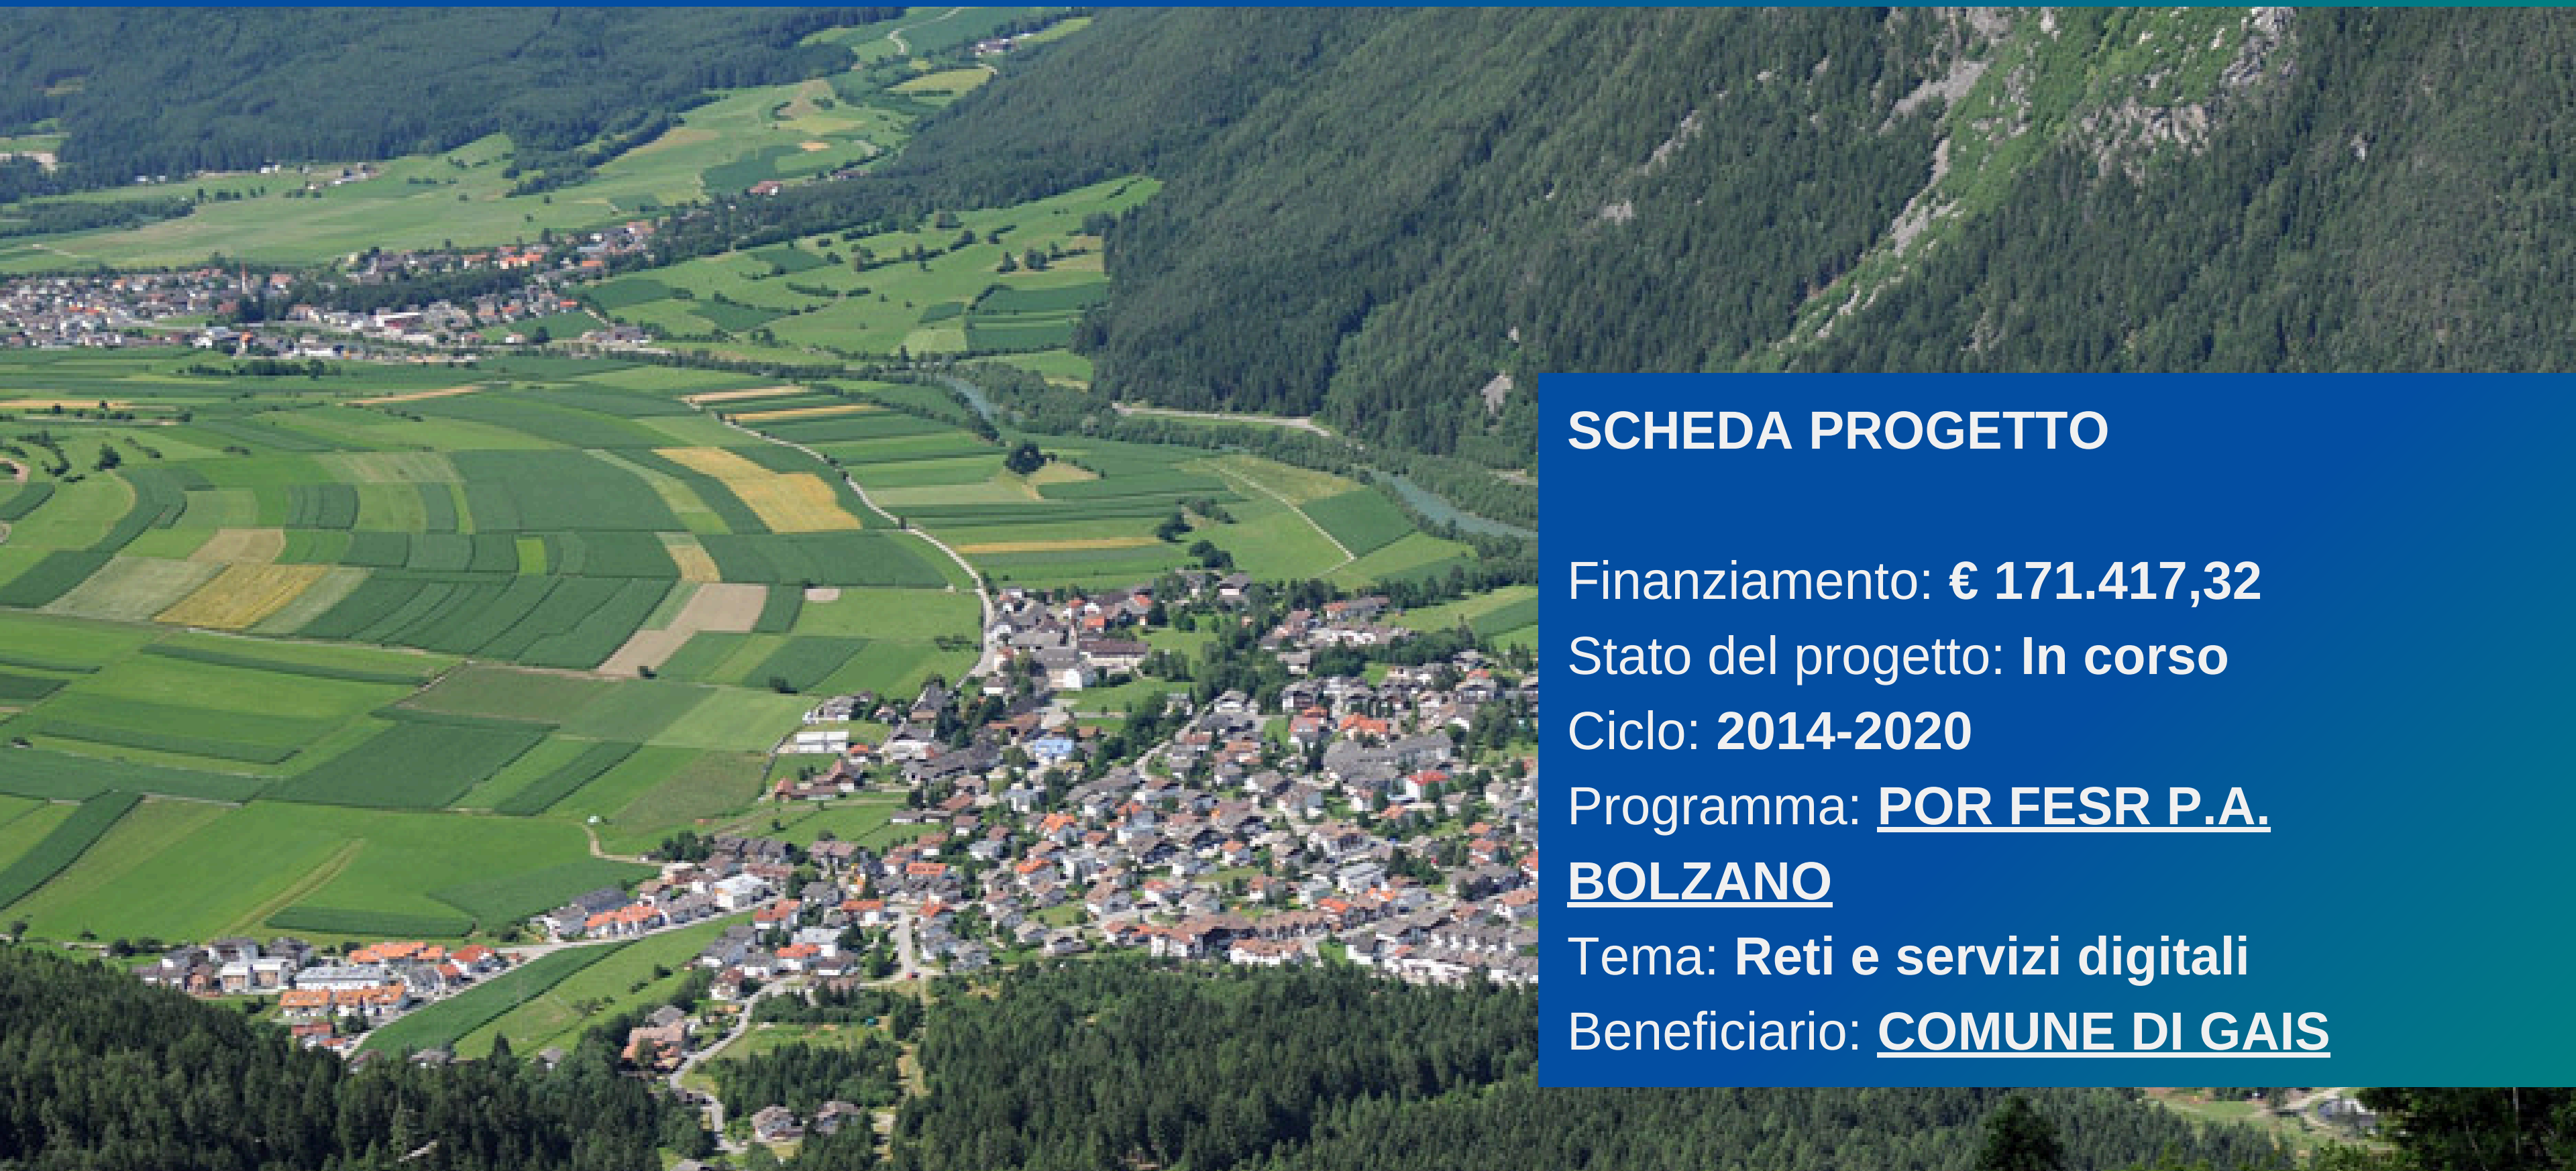 SCHEDA PROGETTO
Finanziamento: € 171.417,32
Stato del progetto: In corso
Ciclo: 2014-2020
Programma: POR FESR P.A.
BOLZANO
Tema: Reti e servizi digitali
Beneficiario: COMUNE DI GAIS